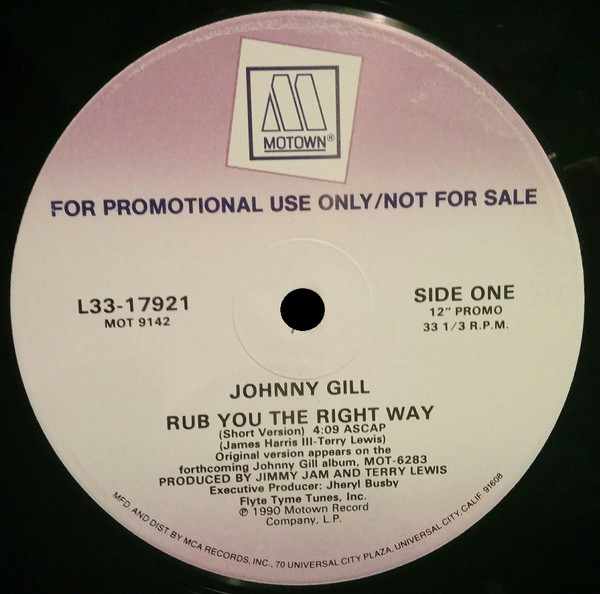 MOTOWN®
FOR PROMOTIONAL USE ONLY/NOT FOR SALE
L33-17921
MOT 9142
SIDE ONE
12" PROMO
33 1/3 R.P.M.
JOHNNY GILL
RUB YOU THE RIGHT WAY
(Short Version) 4:09 ASCAP
(James Harris III-Terry Lewis)
Original version appears on the
forthcoming Johnny Gill album, MOT-6283
PRODUCED BY JIMMY JAM AND TERRY LEWIS
Executive Producer: Jheryl Busby
Flyte Tyme Tunes, Inc.
℗ 1990 Motown Record
Company, L.P.
MFD. AND DIST. BY MCA RECORDS, INC., 70 UNIVERSAL CITY PLAZA, UNIVERSAL CITY, CALIF. 91608